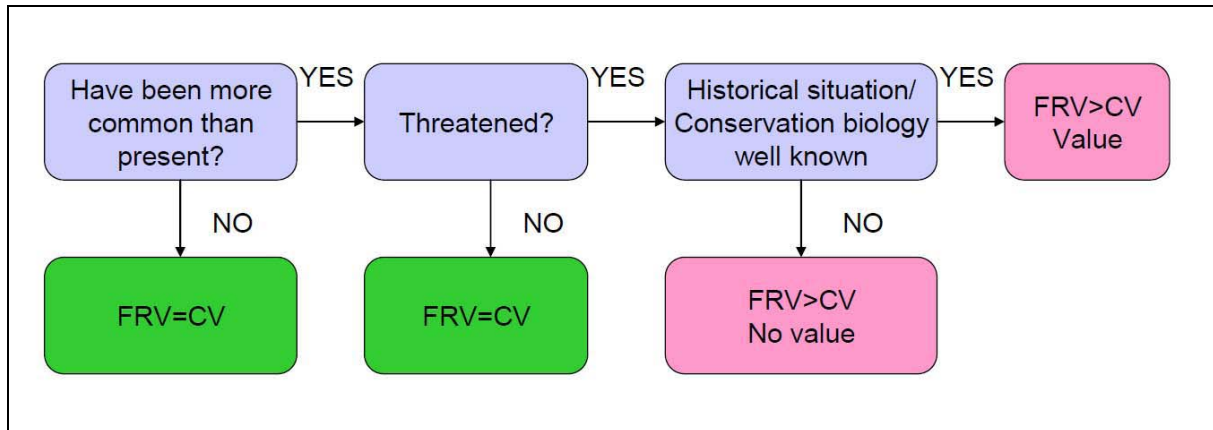 Have been more
common than
present?
YES
Threatened?
YES
Historical situation/
Conservation biology
well known
YES
FRV>CV
Value
NO
NO
NO
FRV=CV
FRV=CV
FRV>CV
No value